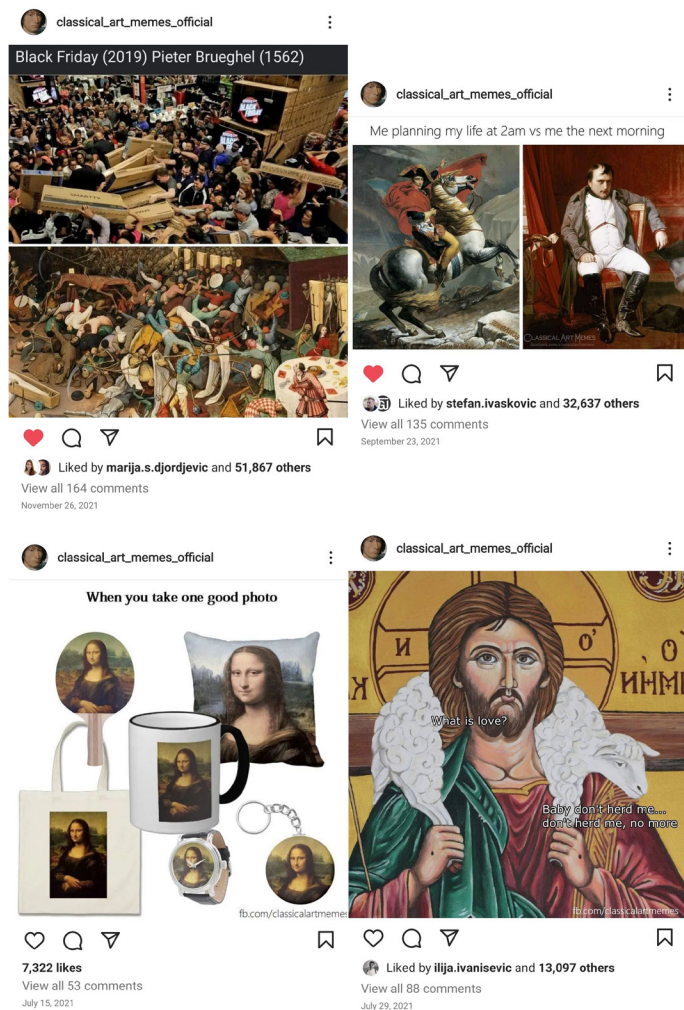 classical_art_memes_official
Black Friday (2019) Pieter Brueghel (1562)
Liked by marija.s.djordjevic and 51,867 others
View all 164 comments
November 26, 2021
classical_art_memes_official
Me planning my life at 2am vs me the next morning
CLASSICAL ART MEMES
Liked by stefan.ivaskovic and 32,637 others
View all 135 comments
September 23, 2021
classical_art_memes_official
When you take one good photo
fb.com/classicalartmemes
7,322 likes
View all 53 comments
July 15, 2021
classical_art_memes_official
И О'
What is love?
Baby don't herd me...
don't herd me, no more
fb.com/classicalartmemes
Liked by ilija.ivanisevic and 13,097 others
View all 88 comments
July 29, 2021